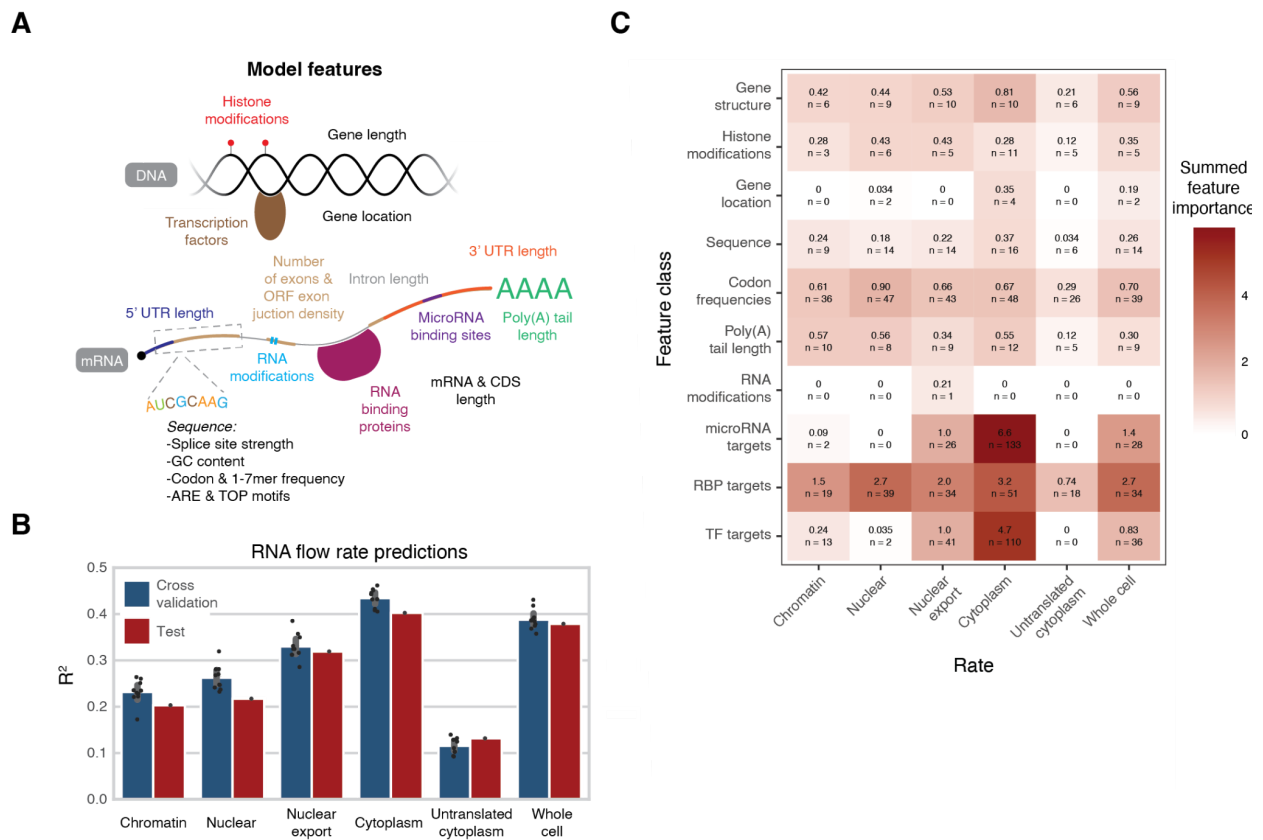 A
Model features
Histone
modifications
Gene length
DNA
Transcription
factors
Gene location
Number
of exons &
ORF exon
juction density
Intron length
3' UTR length
AAAA
5' UTR length
MicroRNA
binding sites
Poly(A) tail
length
mRNA
RNA
modifications
RNA
binding
proteins
mRNA & CDS
length
AUCGCAAG
Sequence:
-Splice site strength
-GC content
-Codon & 1-7mer frequency
-ARE & TOP motifs
B
RNA flow rate predictions
Cross
validation
Test
R²
0.5
0.4
0.3
0.2
0.1
0.0
Chromatin
Nuclear
Nuclear
export
Cytoplasm
Untranslated
cytoplasm
Whole
cell
C
Feature class
Gene
structure
0.42 0.44 0.53 0.81 0.21 0.56
n = 6 n = 9 n = 10 n = 10 n = 6 n = 9
Histone
modifications
0.28 0.43 0.43 0.28 0.12 0.35
n = 3 n = 6 n = 5 n = 11 n = 5 n = 5
Gene
location
0 0.034 0 0.35 0 0.19
n = 0 n = 2 n = 0 n = 4 n = 0 n = 2
Sequence
0.24 0.18 0.22 0.37 0.034 0.26
n = 9 n = 14 n = 14 n = 16 n = 6 n = 14
Codon
frequencies
0.61 0.90 0.66 0.67 0.29 0.70
n = 36 n = 47 n = 43 n = 48 n = 26 n = 39
Poly(A)
tail length
0.57 0.56 0.34 0.55 0.12 0.30
n = 10 n = 8 n = 9 n = 12 n = 5 n = 9
RNA
modifications
0 0 0.21 0 0 0
n = 0 n = 0 n = 1 n = 0 n = 0 n = 0
microRNA
targets
0.09 0 1.0 6.6 0 1.4
n = 2 n = 0 n = 26 n = 133 n = 0 n = 28
RBP targets
1.5 2.7 2.0 3.2 0.74 2.7
n = 19 n = 39 n = 34 n = 51 n = 18 n = 34
TF targets
0.24 0.035 1.0 4.7 0 0.83
n = 13 n = 2 n = 41 n = 110 n = 0 n = 36
Chromatin
Nuclear
Nuclear
export
Cytoplasm
Untranslated
cytoplasm
Whole cell
Rate
Summed
feature
importance
4
2
0